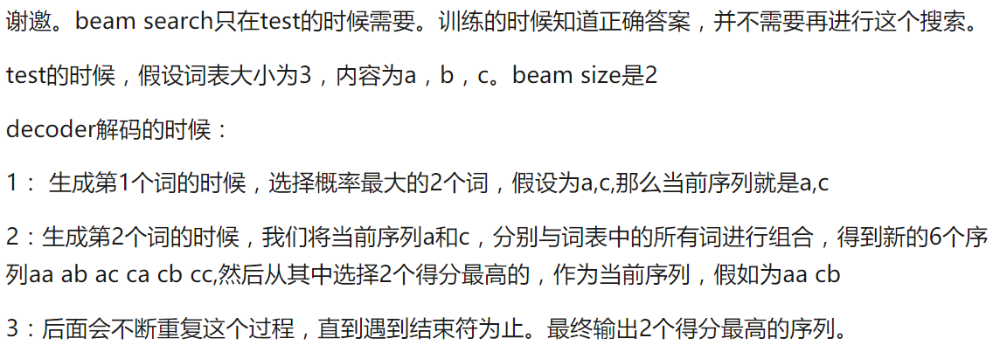 谢邀。beam search只在test的时候需要。训练的时候知道正确答案，并不需要再进行这个搜索。
test的时候，假设词表大小为3，内容为a，b，c。beam size是2
decoder解码的时候：
1： 生成第1个词的时候，选择概率最大的2个词，假设为a,c,那么当前序列就是a,c
2：生成第2个词的时候，我们将当前序列a和c，分别与词表中的所有词进行组合，得到新的6个序
列aa ab ac ca cb cc,然后从其中选择2个得分最高的，作为当前序列，假如为aa cb
3：后面会不断重复这个过程，直到遇到结束符为止。最终输出2个得分最高的序列。